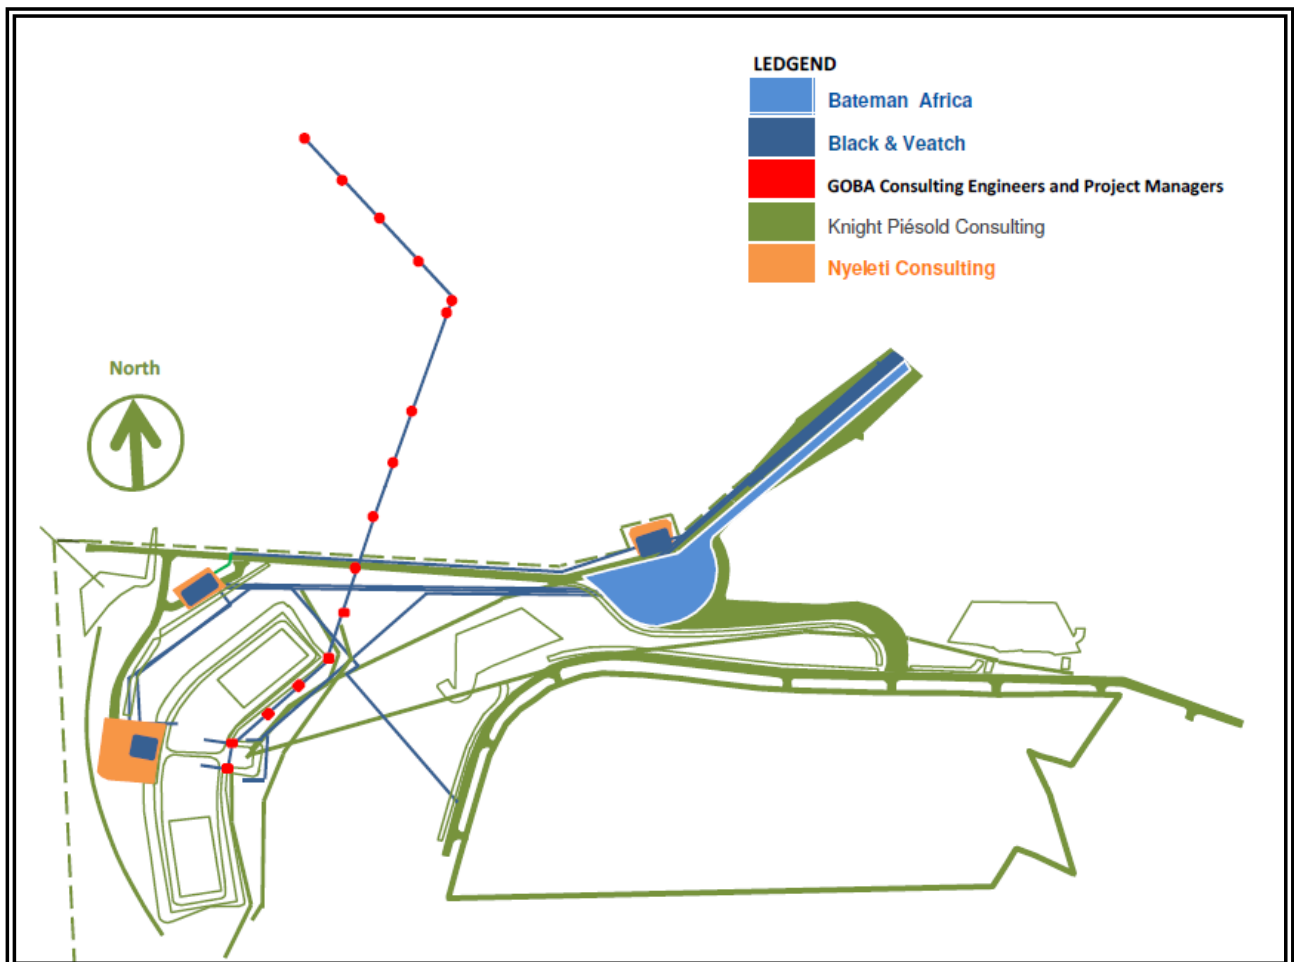 LEDGEND
Bateman Africa
Black & Veatch
GOBA Consulting Engineers and Project Managers
Knight Piésold Consulting
Nyeleti Consulting
North